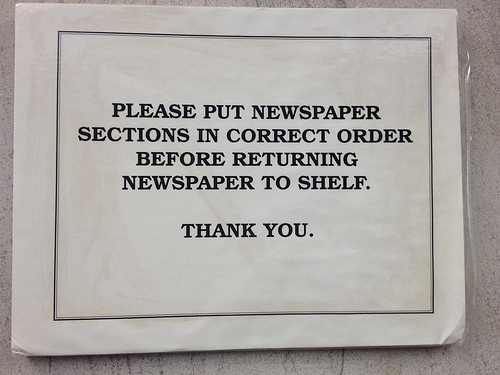 PLEASE PUT NEWSPAPER
SECTIONS IN CORRECT ORDER
BEFORE RETURNING
NEWSPAPER TO SHELF.
THANK YOU.